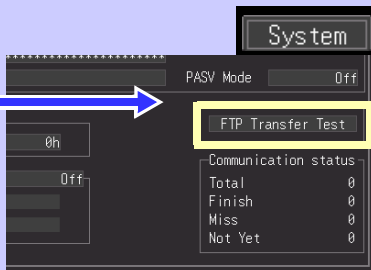 System
********************
PASV Mode Off
FTP Transfer Test
0h
Communication status
Off
Total 0
Finish 0
Miss 0
Not Yet 0